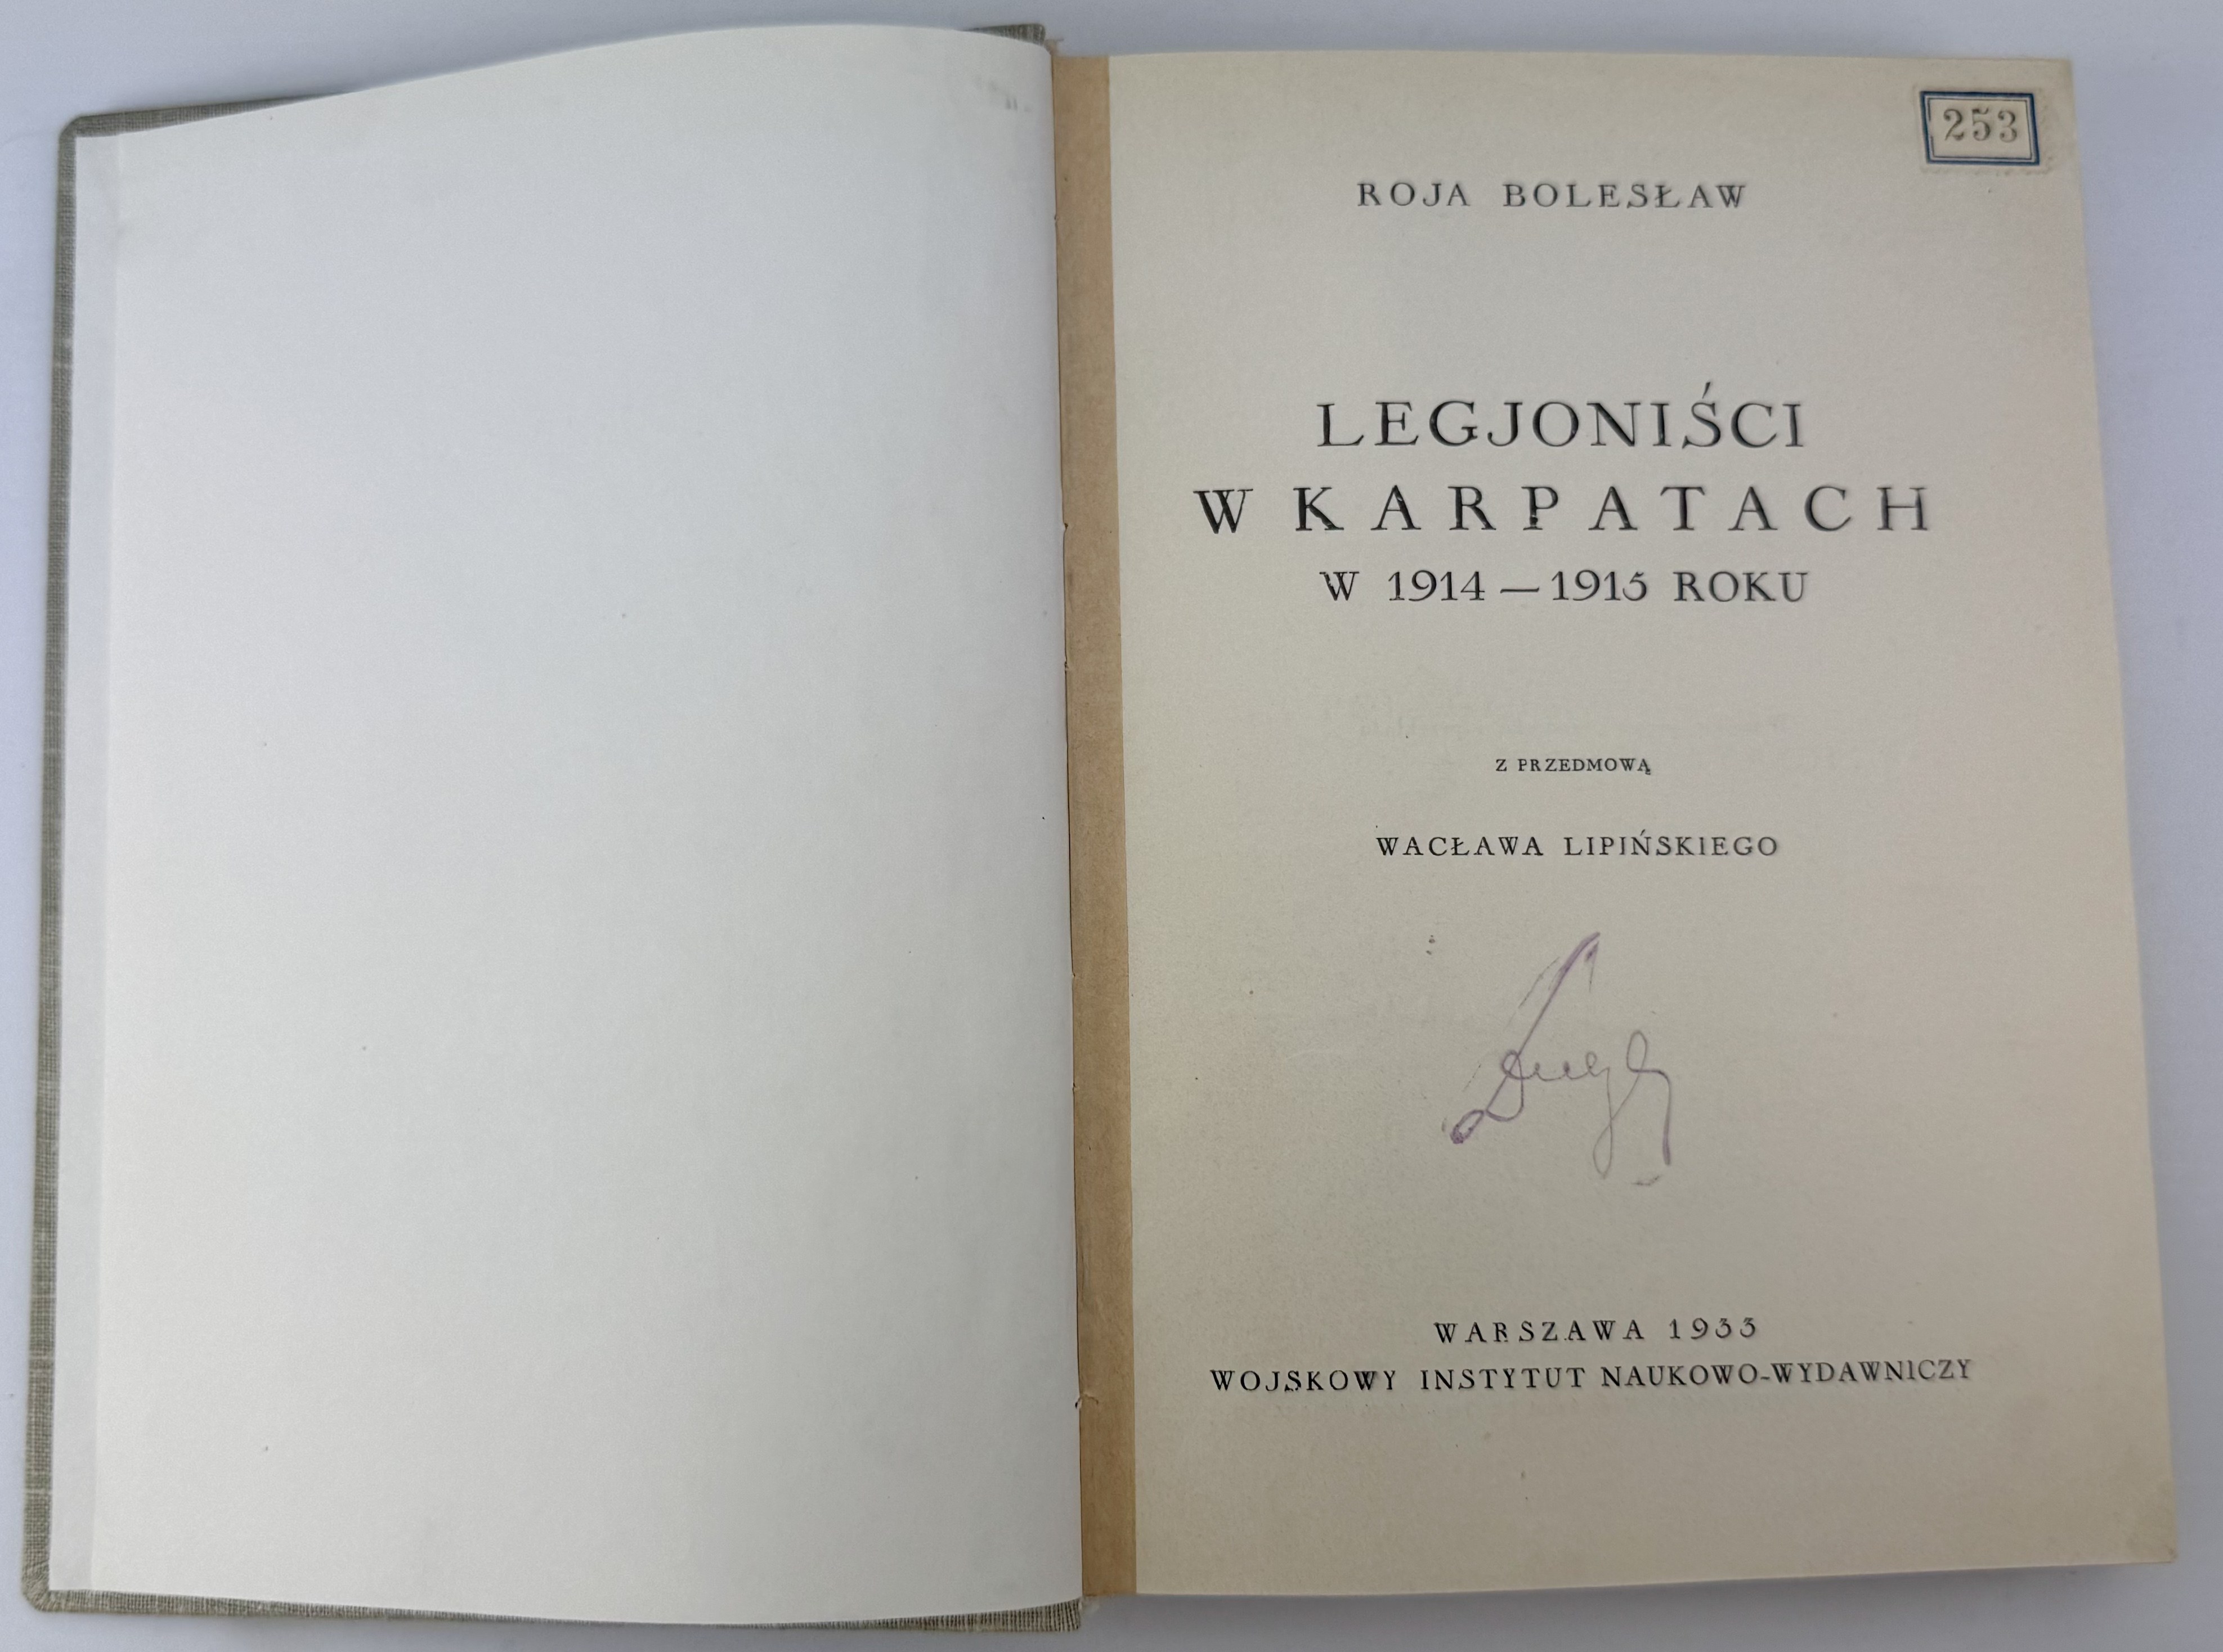 253
ROJA BOLESŁAW
LEGJONIŚCI
W KARPATACH
W 1914 — 1915 ROKU
Z PRZEDMOWĄ
WACŁAWA LIPIŃSKIEGO
WARSZAWA 1933
WOJSKOWY INSTYTUT NAUKOWO-WYDAWNICZY